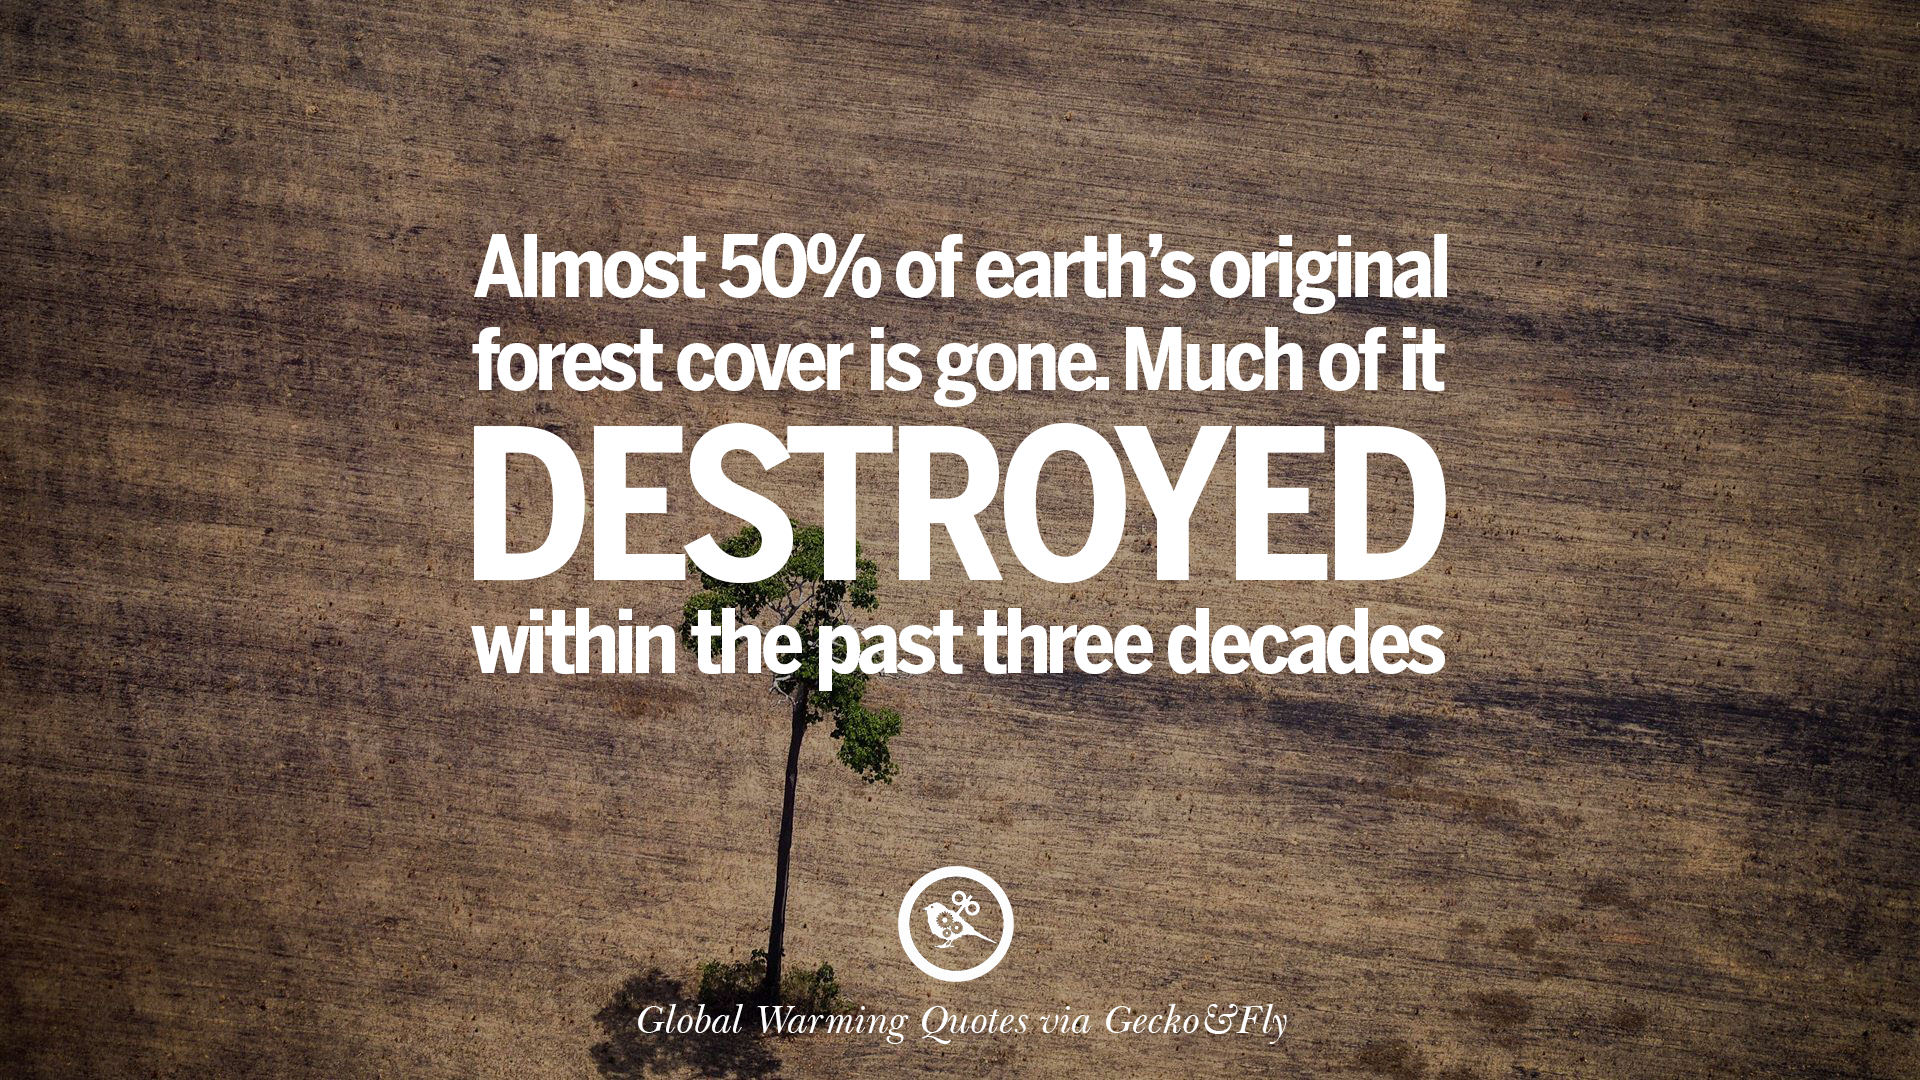 Almost 50% of earth’s original
forest cover is gone. Much of it
DESTROYED
within the past three decades
Global Warming Quotes via Gecko&Fly